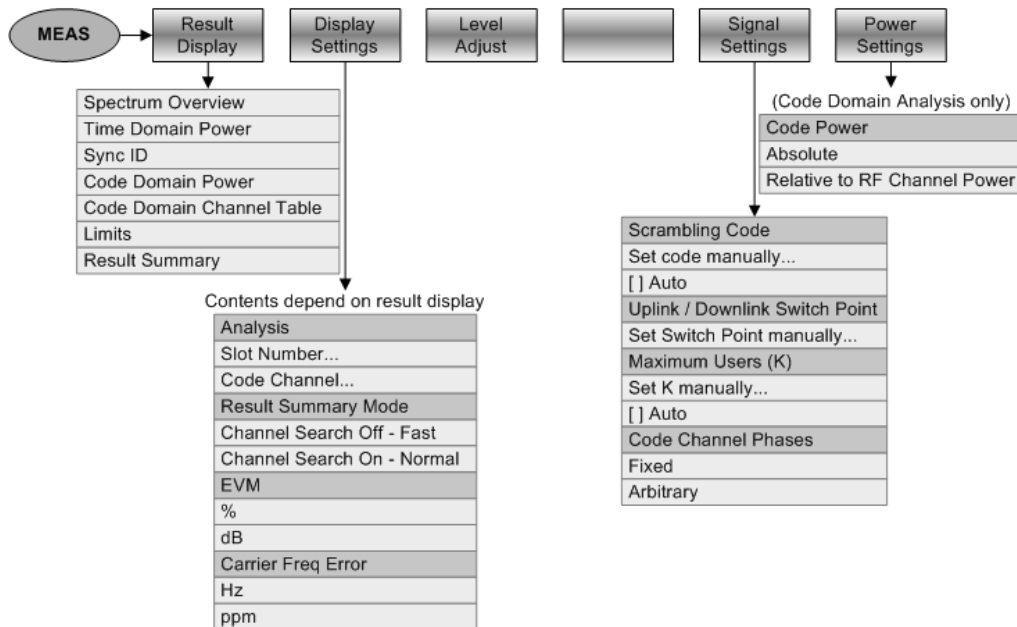 MEAS
Result
Display
Display
Settings
Level
Adjust
Signal
Settings
Power
Settings
Spectrum Overview
Time Domain Power
Sync ID
Code Domain Power
Code Domain Channel Table
Limits
Result Summary
Contents depend on result display
Analysis
Slot Number...
Code Channel...
Result Summary Mode
Channel Search Off - Fast
Channel Search On - Normal
EVM
%
dB
Carrier Freq Error
Hz
ppm
Scrambling Code
Set code manually...
[ ] Auto
Uplink / Downlink Switch Point
Set Switch Point manually...
Maximum Users (K)
Set K manually...
[ ] Auto
Code Channel Phases
Fixed
Arbitrary
(Code Domain Analysis only)
Code Power
Absolute
Relative to RF Channel Power